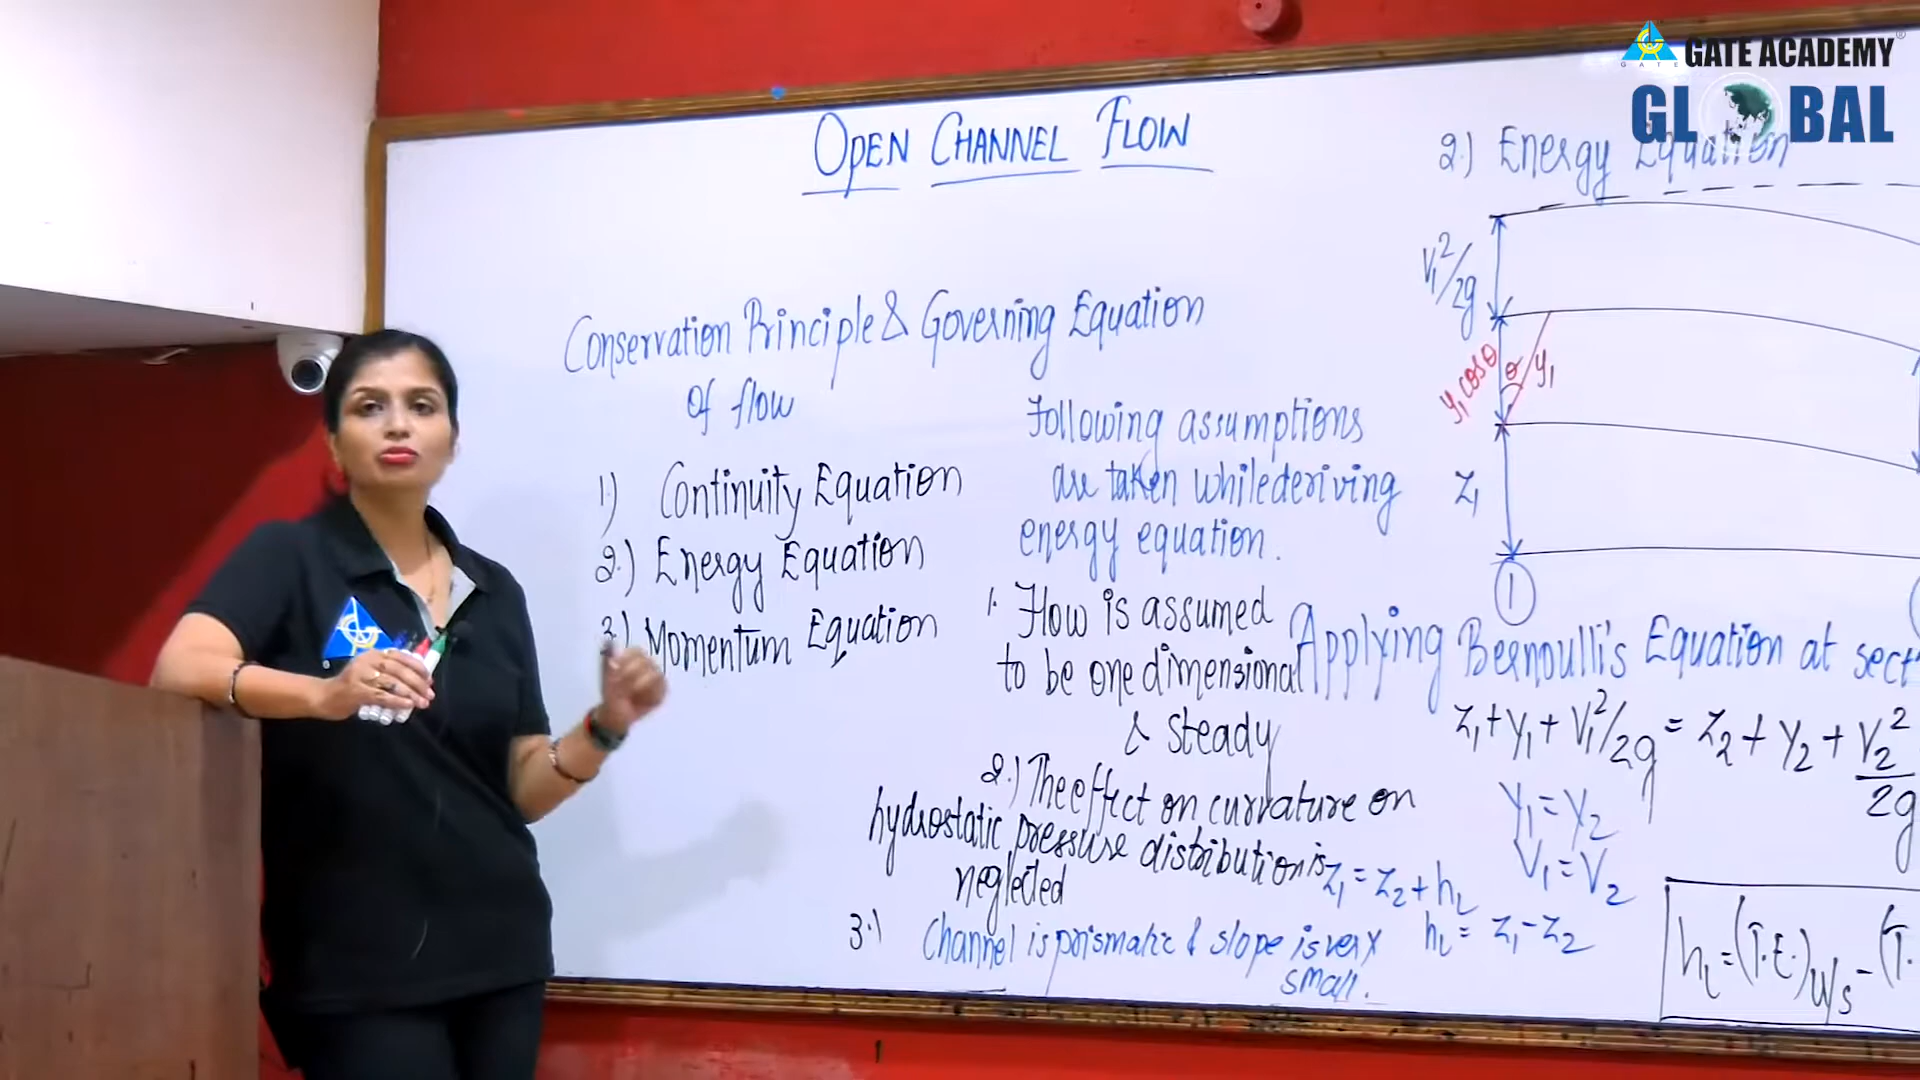 GATE ACADEMY
GATE
GLOBAL
OPEN CHANNEL FLOW
Conservation Principle & Governing Equation
of flow
1.) Continuity Equation
2.) Energy Equation
3.) Momentum Equation
Following assumptions
are taken while deriving
energy equation.
1. Flow is assumed
to be one dimensional
& steady
2.) The effect on curvature on
hydrostatic pressure distribution is
neglected
3.) Channel is prismatic & slope is very
small.
2.) Energy Equation
V₁²/2g
y₁ cosθ
θ
y₁
Z₁
1
Applying Bernoulli's Equation at sect
Z₁ + y₁ + V₁²/2g = Z₂ + y₂ + V₂²/2g
y₁ = y₂
V₁ = V₂
Z₁ = Z₂ + h_L
h_L = Z₁ - Z₂
h_L = (T.E.)u/s - (T.